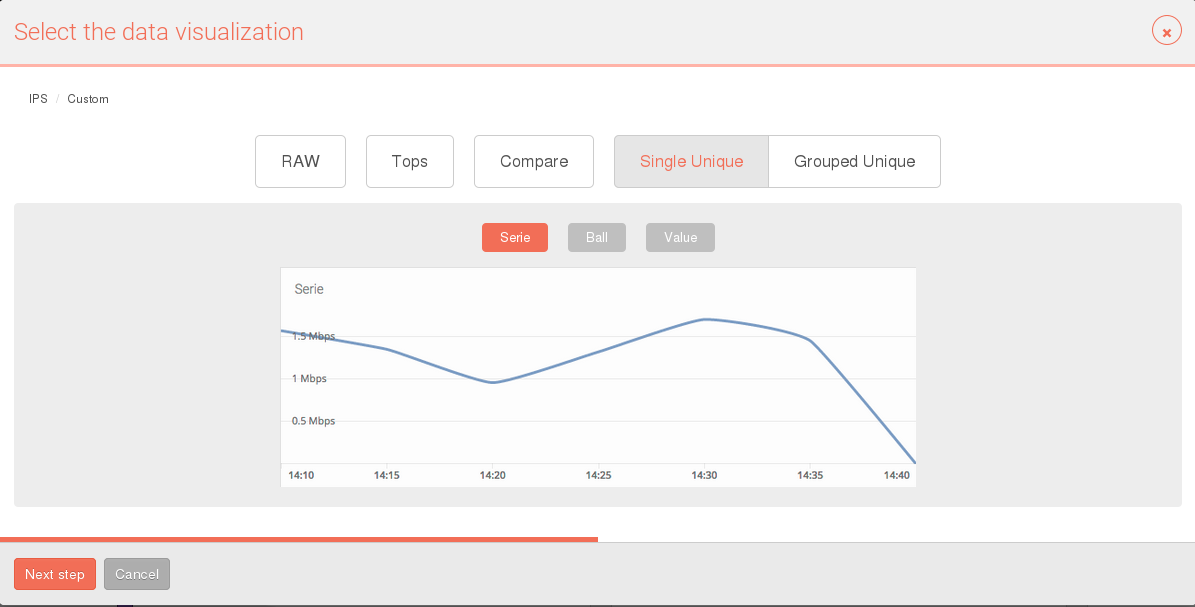 Select the data visualization
IPS / Custom
RAW Tops Compare Single Unique Grouped Unique
Serie Ball Value
Serie
1.5 Mbps
1 Mbps
0.5 Mbps
14:10 14:15 14:20 14:25 14:30 14:35 14:40
Next step Cancel